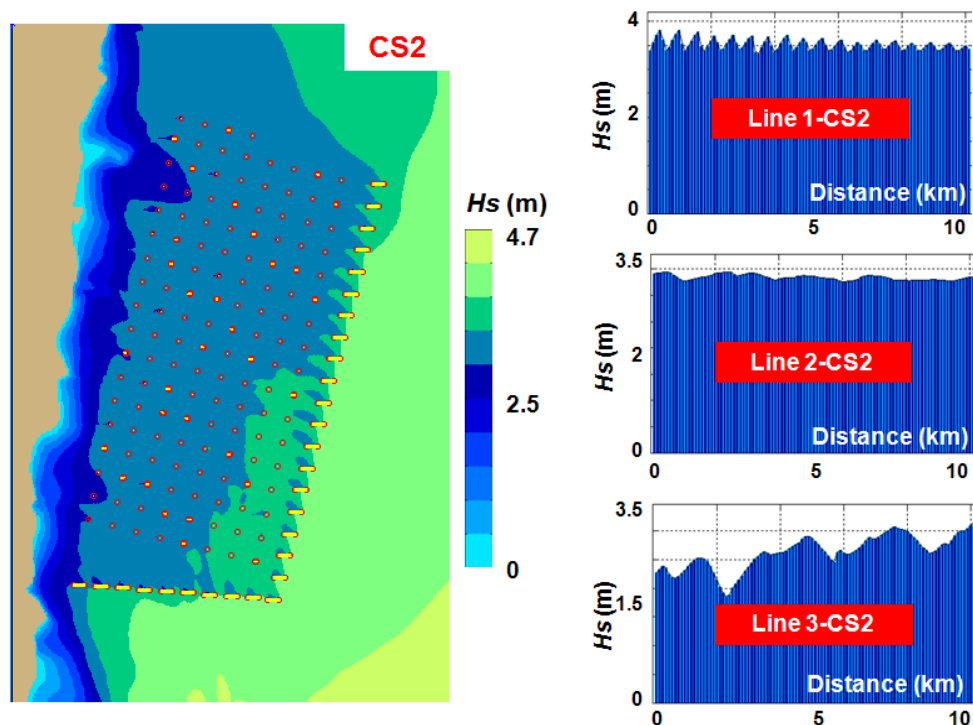 CS2
Hs (m)
4.7
2.5
0
4
2
0
Hs (m)
Line 1-CS2
Distance (km)
0
5
10
3.5
2
0
Hs (m)
Line 2-CS2
Distance (km)
0
5
10
3.5
1.5
0
Hs (m)
Line 3-CS2
Distance (km)
0
5
10